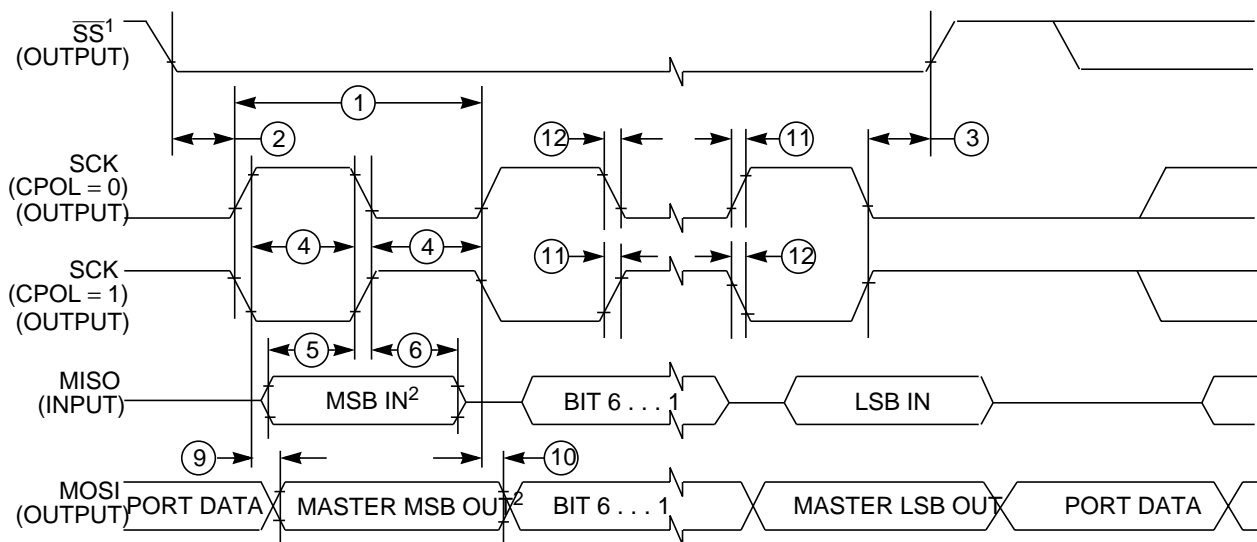 SS¹
(OUTPUT)
1
2
12
11
3
SCK
(CPOL = 0)
(OUTPUT)
4
4
11
12
SCK
(CPOL = 1)
(OUTPUT)
5
6
MISO
(INPUT)
MSB IN²
BIT 6 . . . 1
LSB IN
9
10
MOSI
(OUTPUT)
PORT DATA
MASTER MSB OUT²
BIT 6 . . . 1
MASTER LSB OUT
PORT DATA